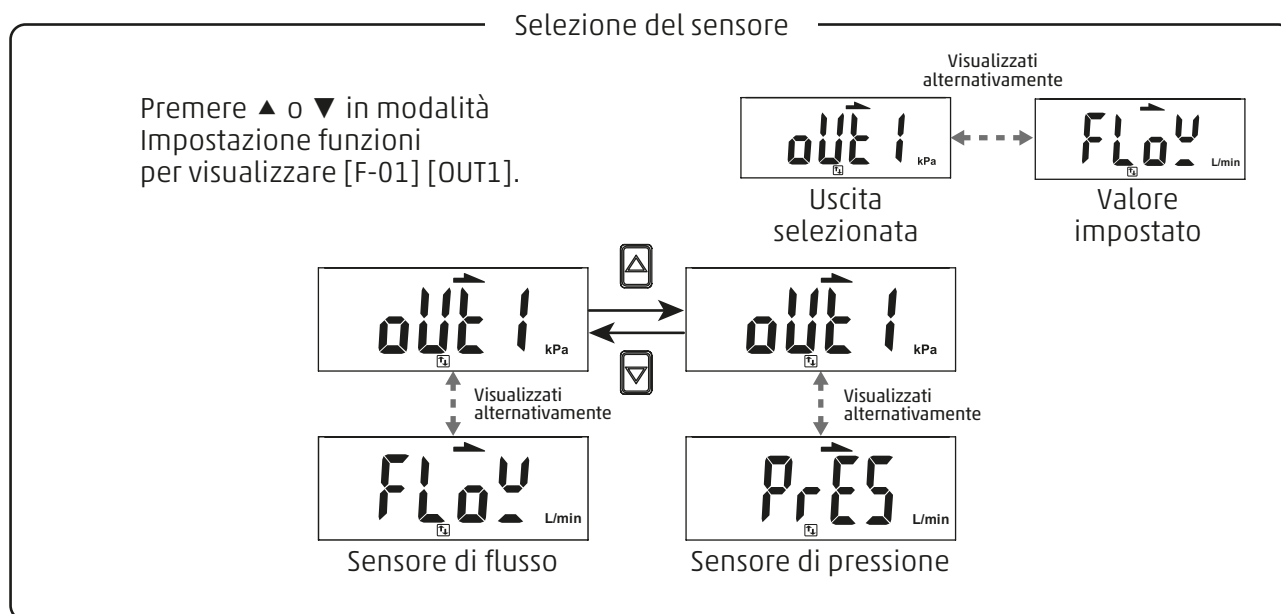 Selezione del sensore
Premere ▲ o ▼ in modalità
Impostazione funzioni
per visualizzare [F-01] [OUT1].
Visualizzati
alternativamente
oUt1 kPa
FLoW L/min
Uscita
selezionata
Valore
impostato
oUt1 kPa
oUt1 kPa
Visualizzati
alternativamente
Visualizzati
alternativamente
FLoW L/min
PrES L/min
Sensore di flusso
Sensore di pressione